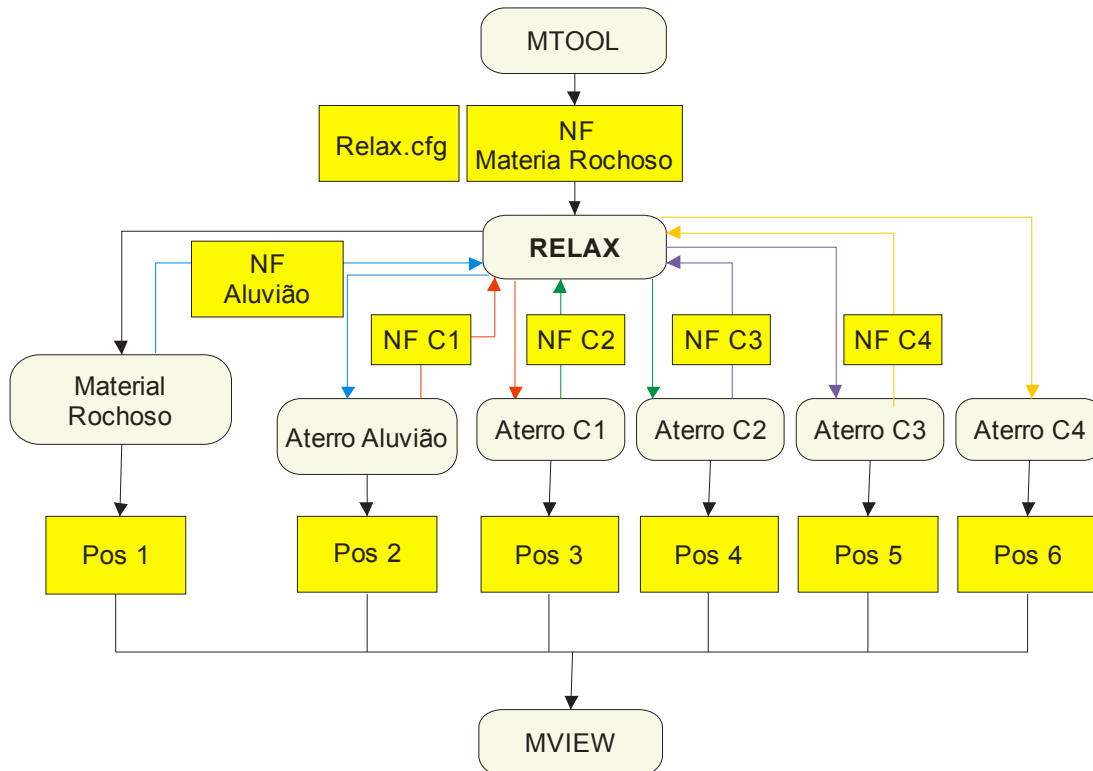 MTOOL
Relax.cfg
NF
Materia Rochoso
RELAX
NF
Aluvião
NF C1
NF C2
NF C3
NF C4
Material
Rochoso
Aterro Aluvião
Aterro C1
Aterro C2
Aterro C3
Aterro C4
Pos 1
Pos 2
Pos 3
Pos 4
Pos 5
Pos 6
MVIEW